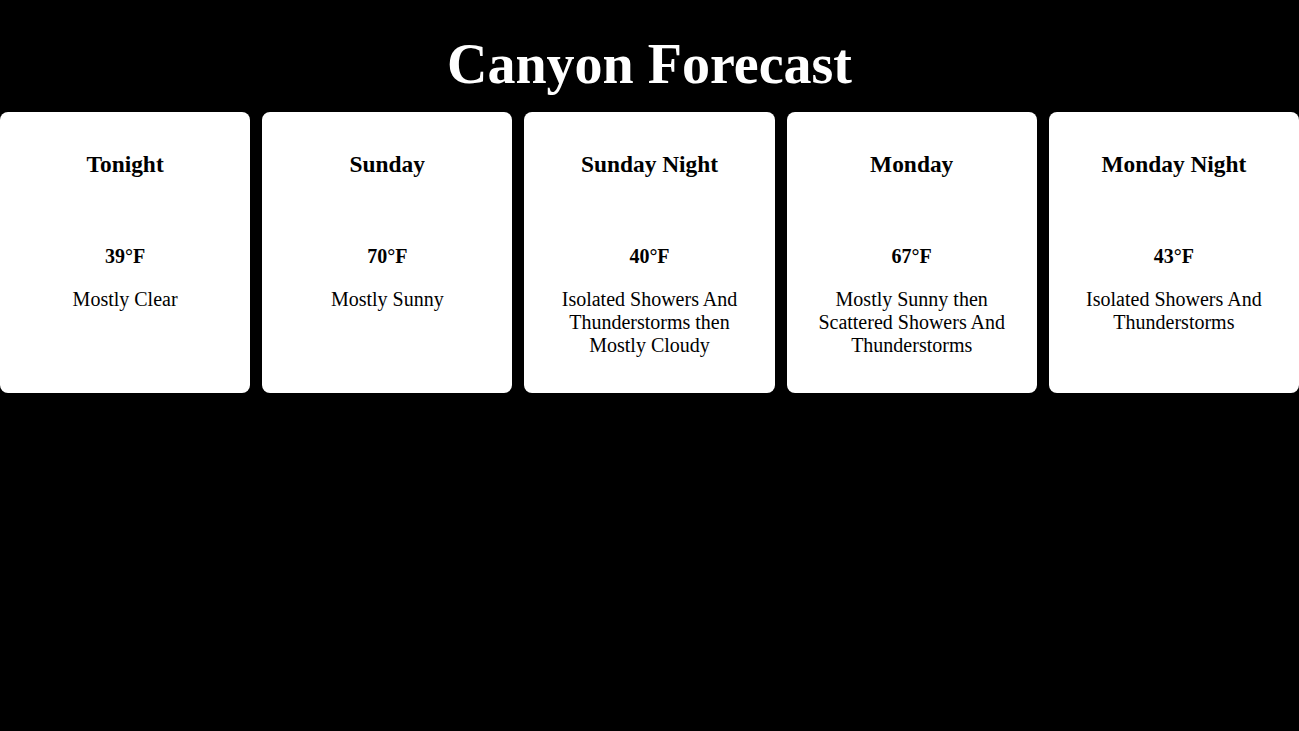 Canyon Forecast
Tonight
39°F
Mostly Clear
Sunday
70°F
Mostly Sunny
Sunday Night
40°F
Isolated Showers And
Thunderstorms then
Mostly Cloudy
Monday
67°F
Mostly Sunny then
Scattered Showers And
Thunderstorms
Monday Night
43°F
Isolated Showers And
Thunderstorms